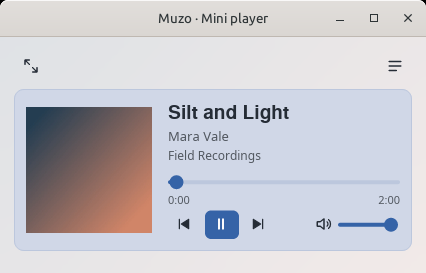 Muzo · Mini player
Silt and Light
Mara Vale
Field Recordings
0:00 2:00